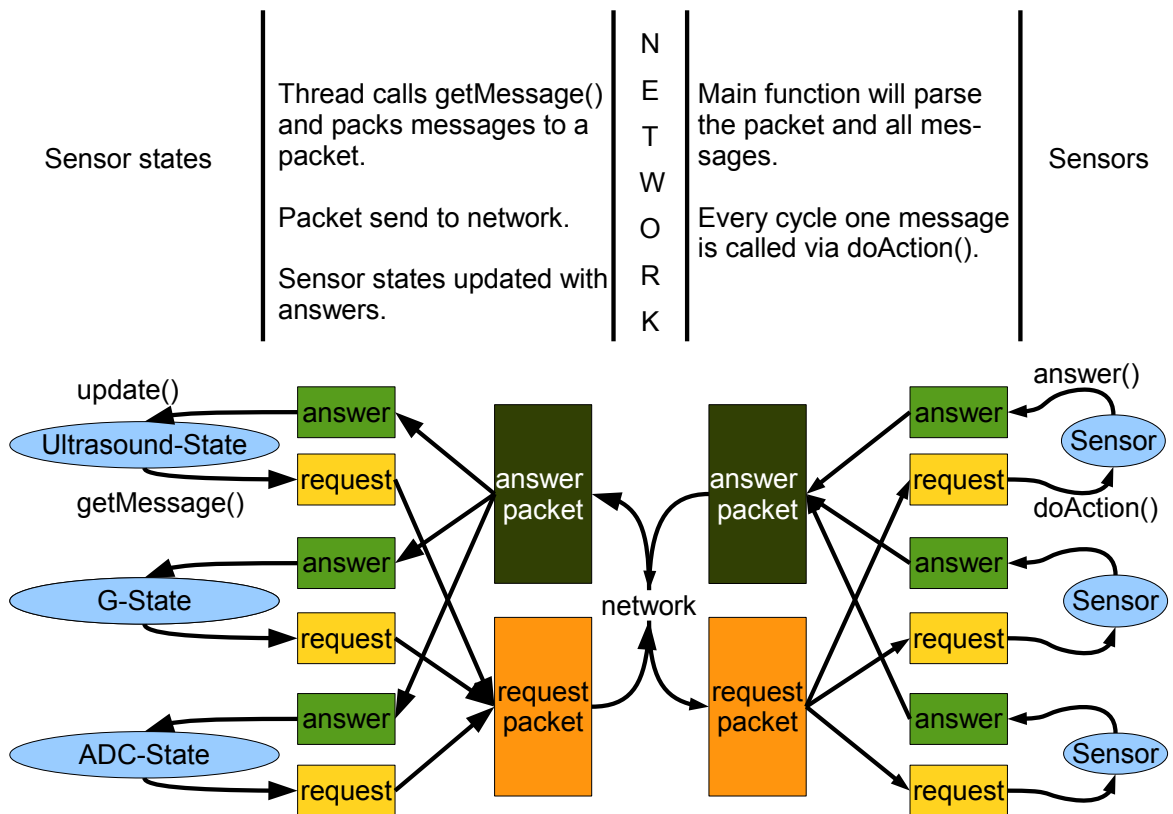 Sensor states
Thread calls getMessage()
and packs messages to a
packet.
Packet send to network.
Sensor states updated with
answers.
N
E
T
W
O
R
K
Main function will parse
the packet and all mes-
sages.
Every cycle one message
is called via doAction().
Sensors
update()
Ultrasound-State
getMessage()
answer
request
G-State
answer
request
ADC-State
answer
request
answer
packet
request
packet
network
answer
packet
request
packet
answer
request
answer
request
answer
request
answer()
Sensor
doAction()
Sensor
Sensor